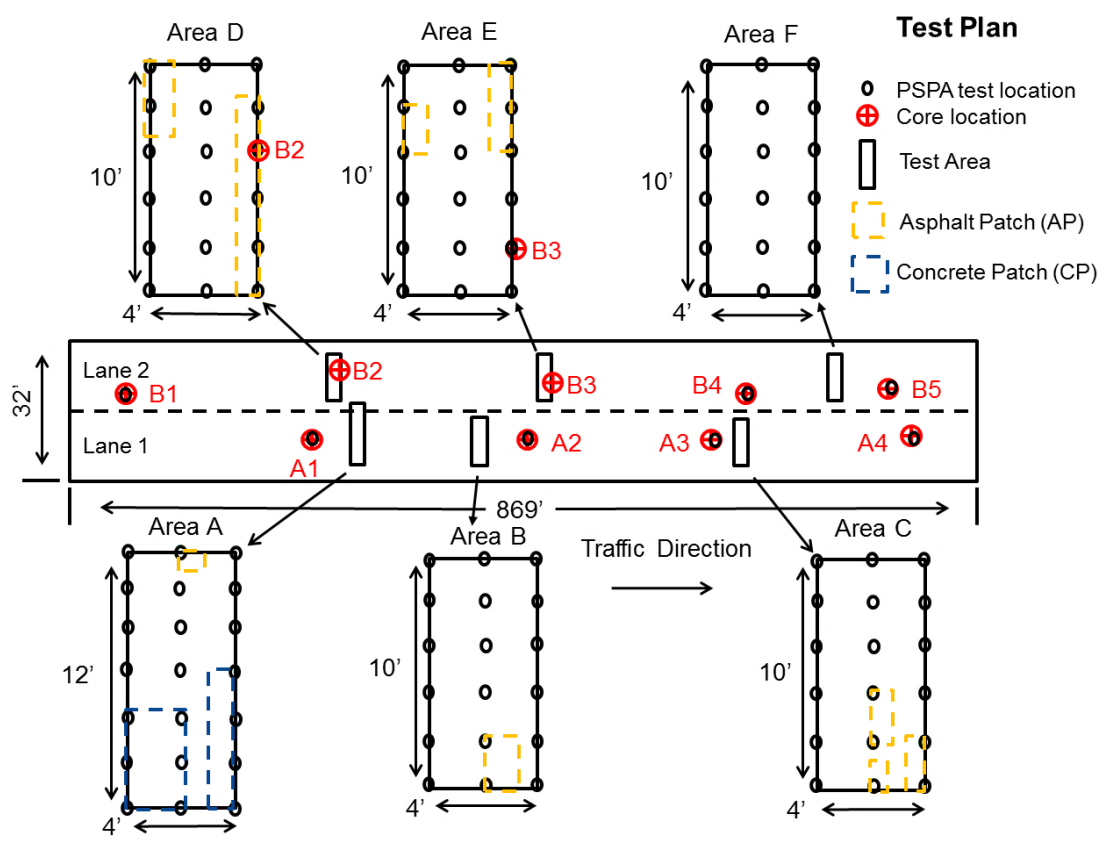 Test Plan
PSPA test location
Core location
Test Area
Asphalt Patch (AP)
Concrete Patch (CP)
Area D
10’
B2
4’
Area E
10’
B3
4’
Area F
10’
4’
32’
Lane 2
B1
B2
B3
B4
B5
Lane 1
A1
A2
A3
A4
869’
Area A
12’
4’
Area B
10’
4’
Traffic Direction
Area C
10’
4’